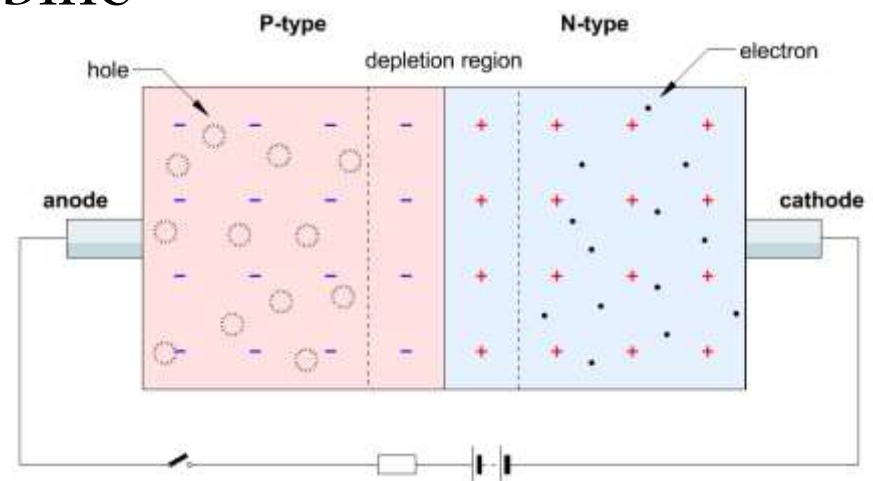 P-type
N-type
depletion region
hole
electron
anode
cathode